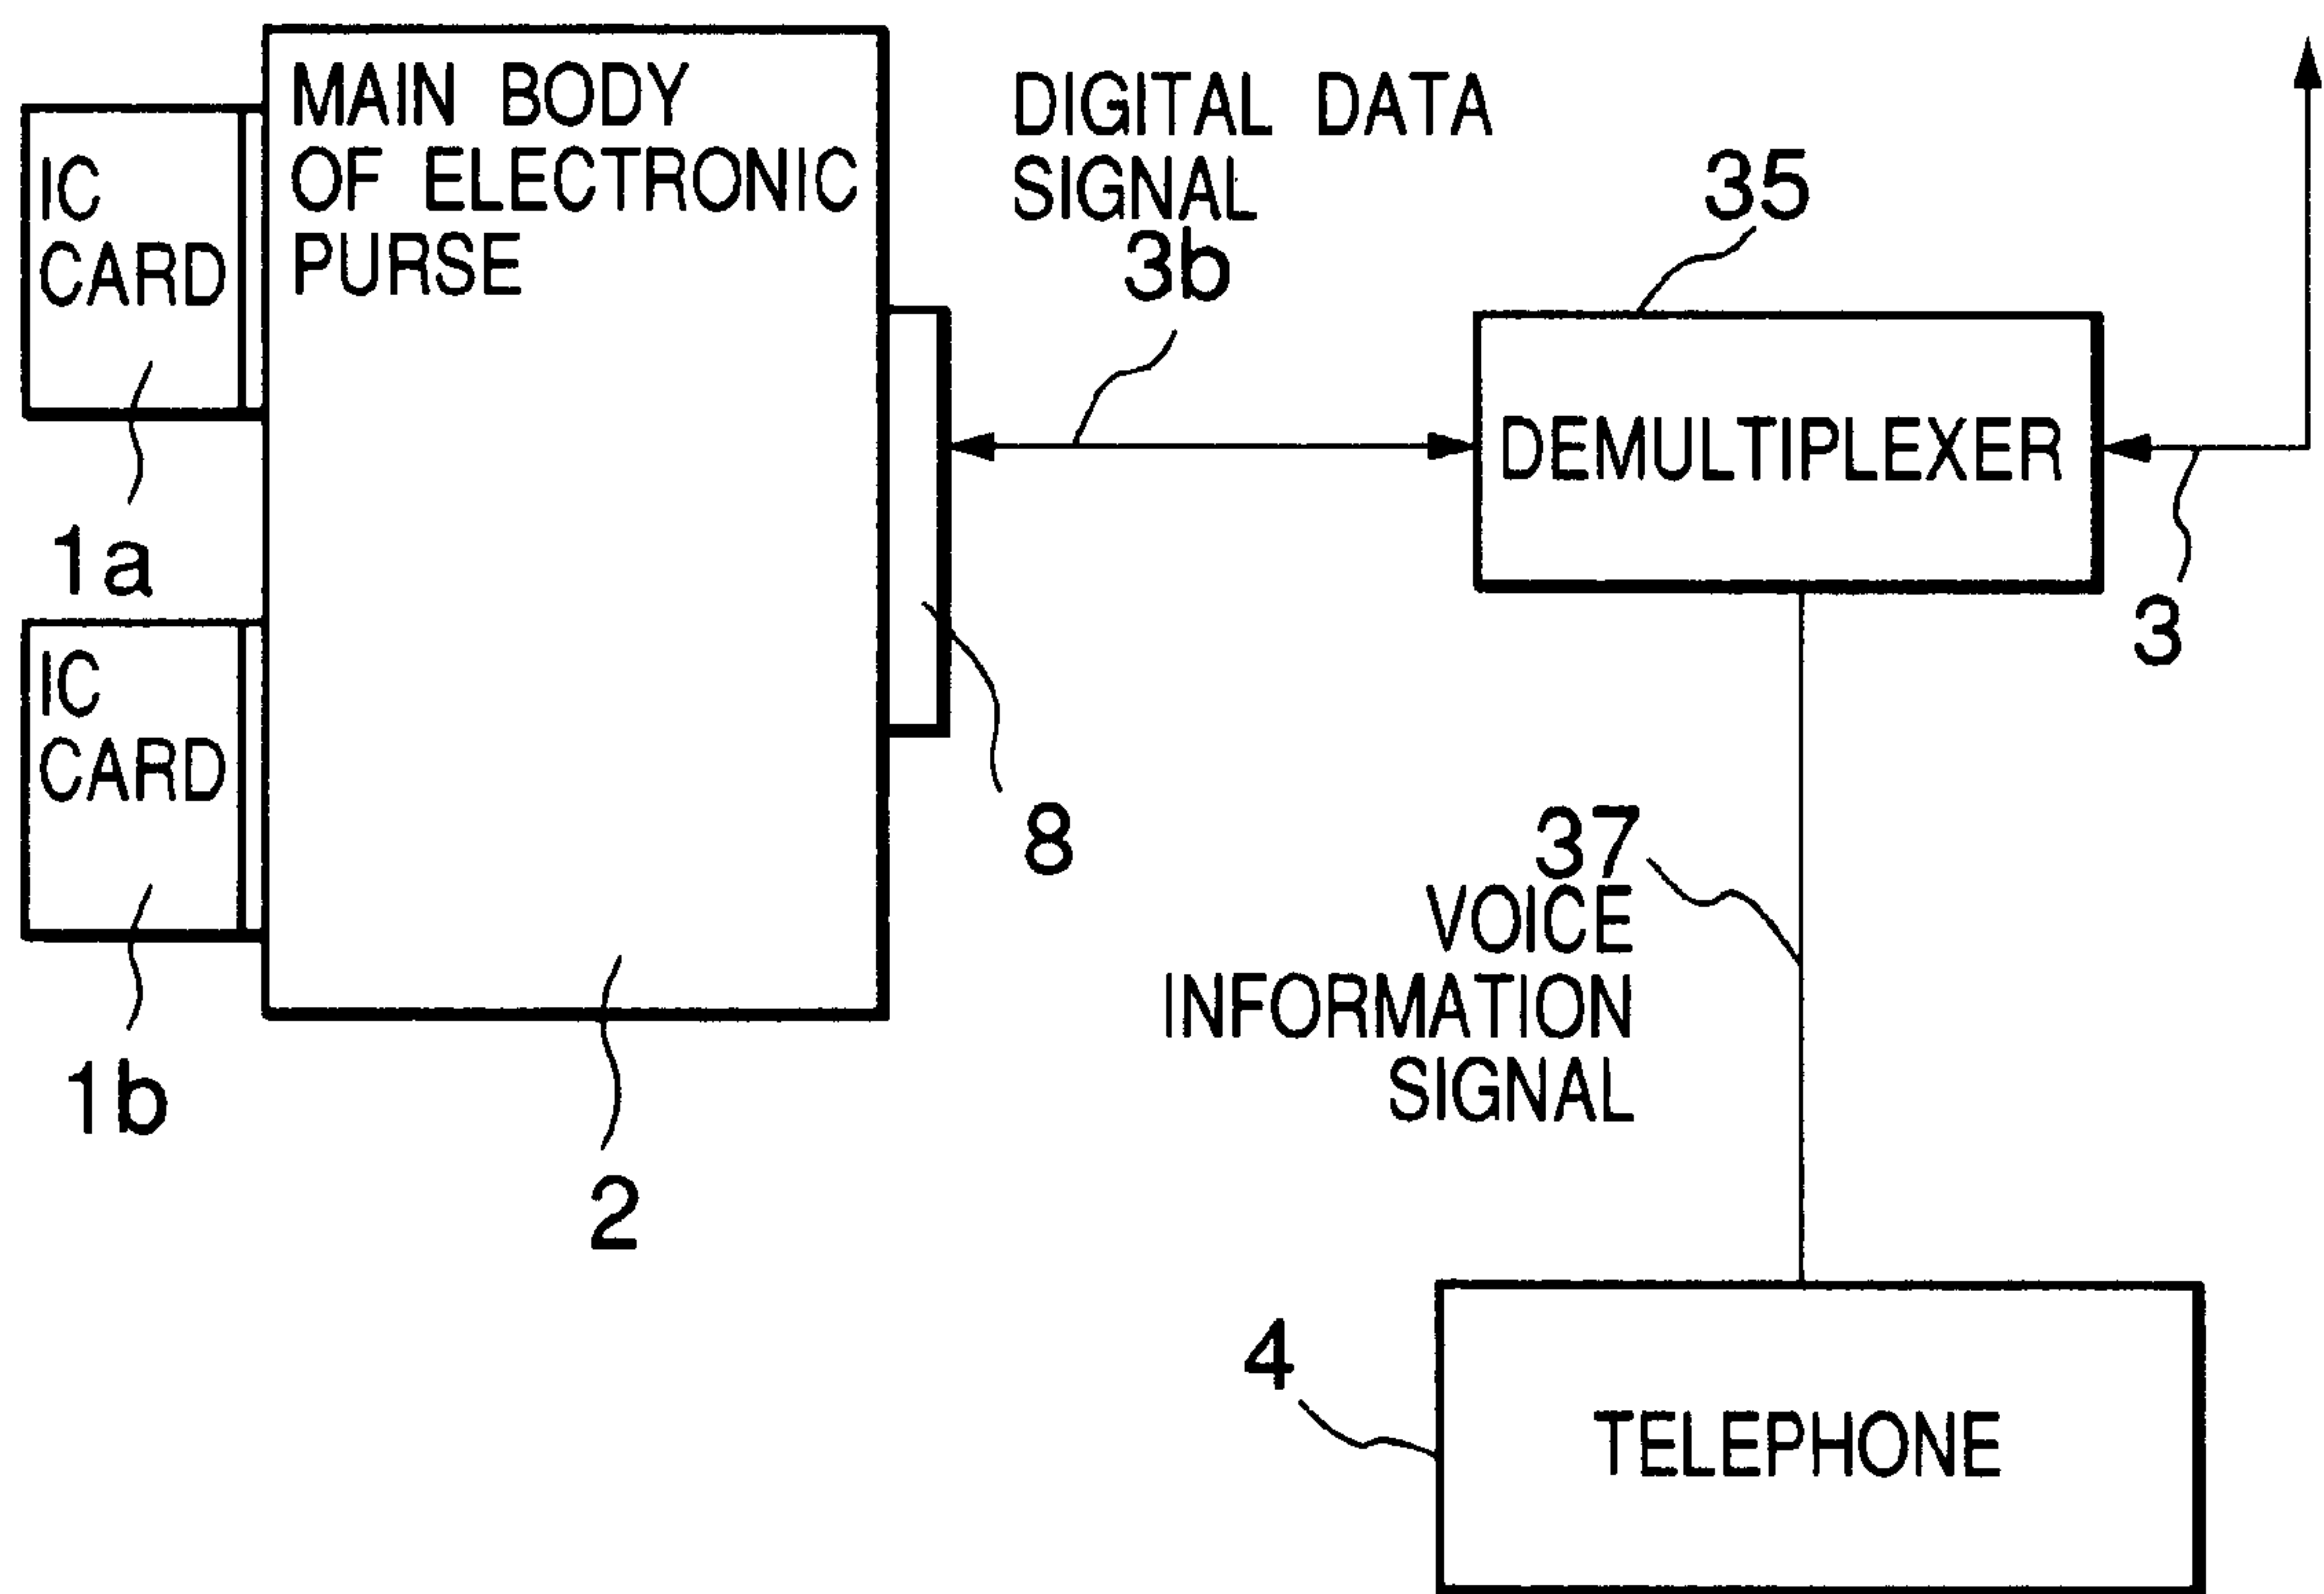 MAIN BODY
OF ELECTRONIC
PURSE
IC
CARD
1a
IC
CARD
1b
2
8
DIGITAL DATA
SIGNAL
3b
35
DEMULTIPLEXER
3
37
VOICE
INFORMATION
SIGNAL
4
TELEPHONE